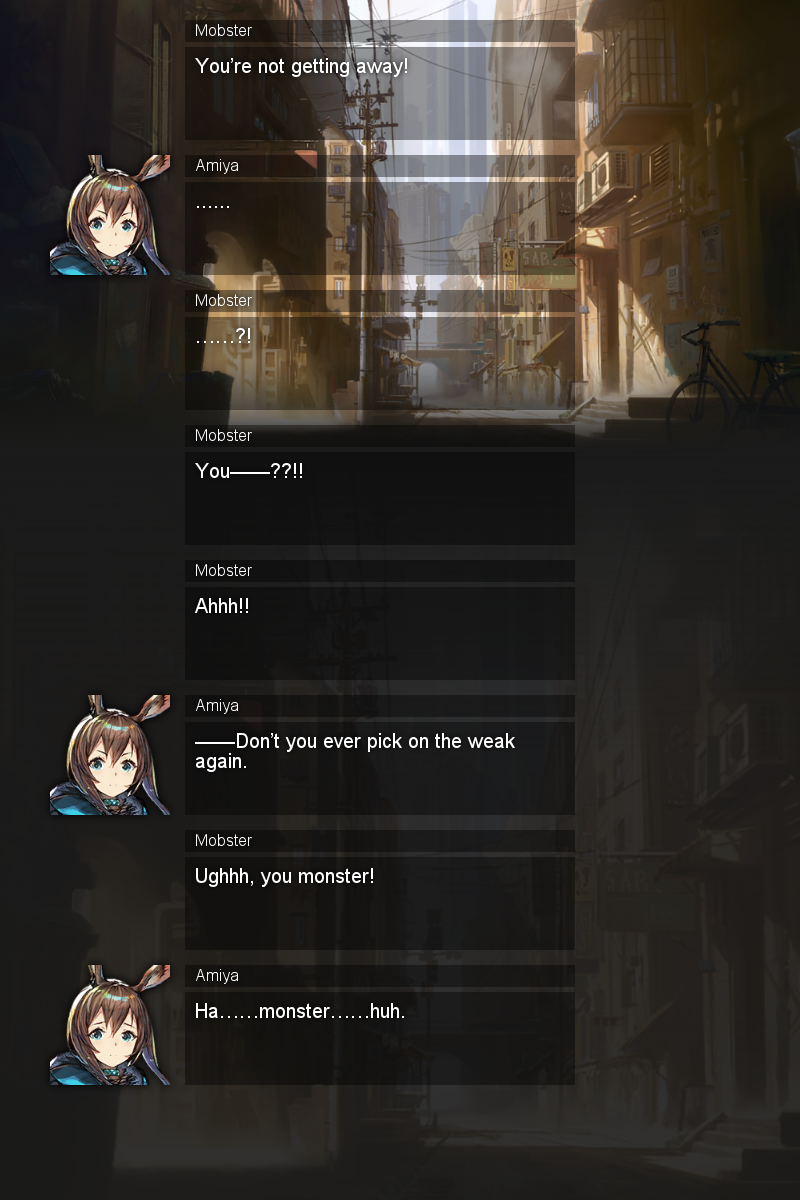 Mobster
You're not getting away!
Amiya
......
Mobster
......?!
Mobster
You——??!!
Mobster
Ahhh!!
Amiya
——Don't you ever pick on the weak
again.
Mobster
Ughhh, you monster!
Amiya
Ha......monster......huh.